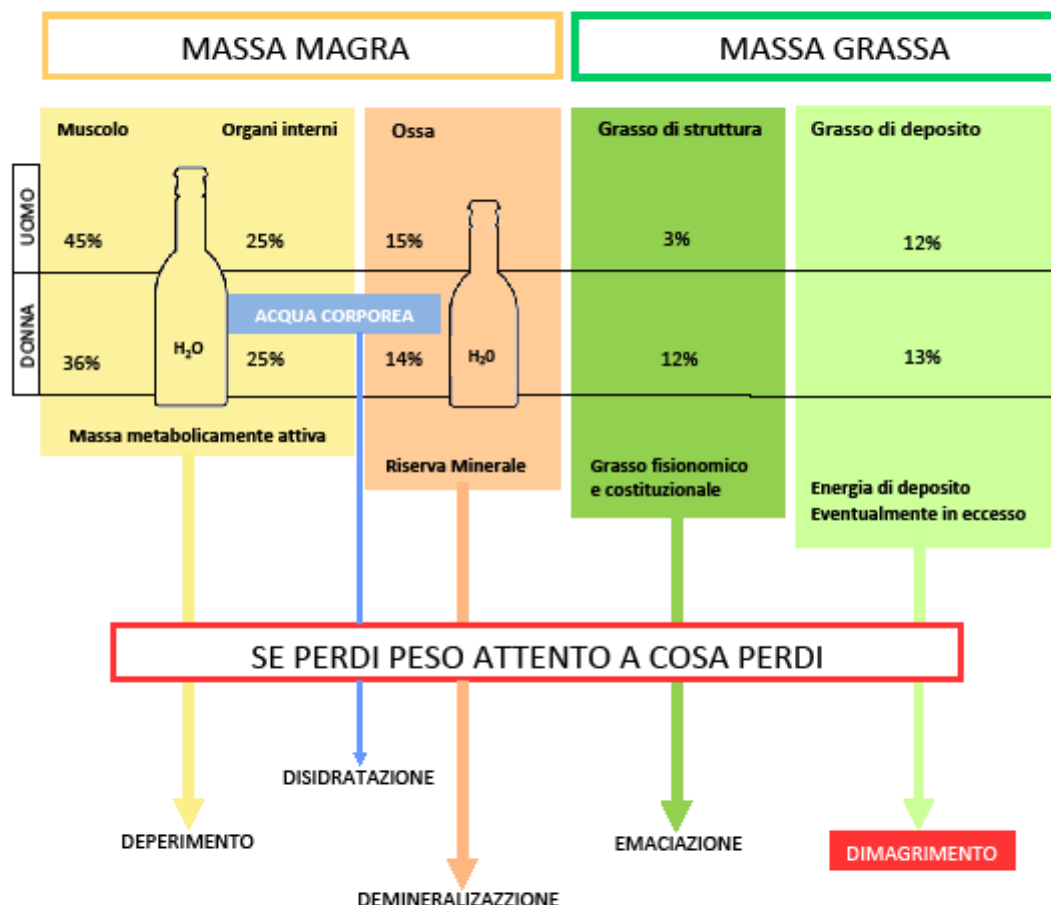 MASSA MAGRA
MASSA GRASSA
Muscolo
Organi interni
Ossa
Grasso di struttura
Grasso di deposito
UOMO
45%
25%
15%
3%
12%
DONNA
ACQUA CORPOREA
H₂O
H₂O
36%
25%
14%
12%
13%
Massa metabolicamente attiva
Riserva Minerale
Grasso fisionomico
e costituzionale
Energia di deposito
Eventualmente in eccesso
SE PERDI PESO ATTENTO A COSA PERDI
DISIDRATAZIONE
DEPERIMENTO
EMACIAZIONE
DIMAGRIMENTO
DEMINERALIZAZZIONE